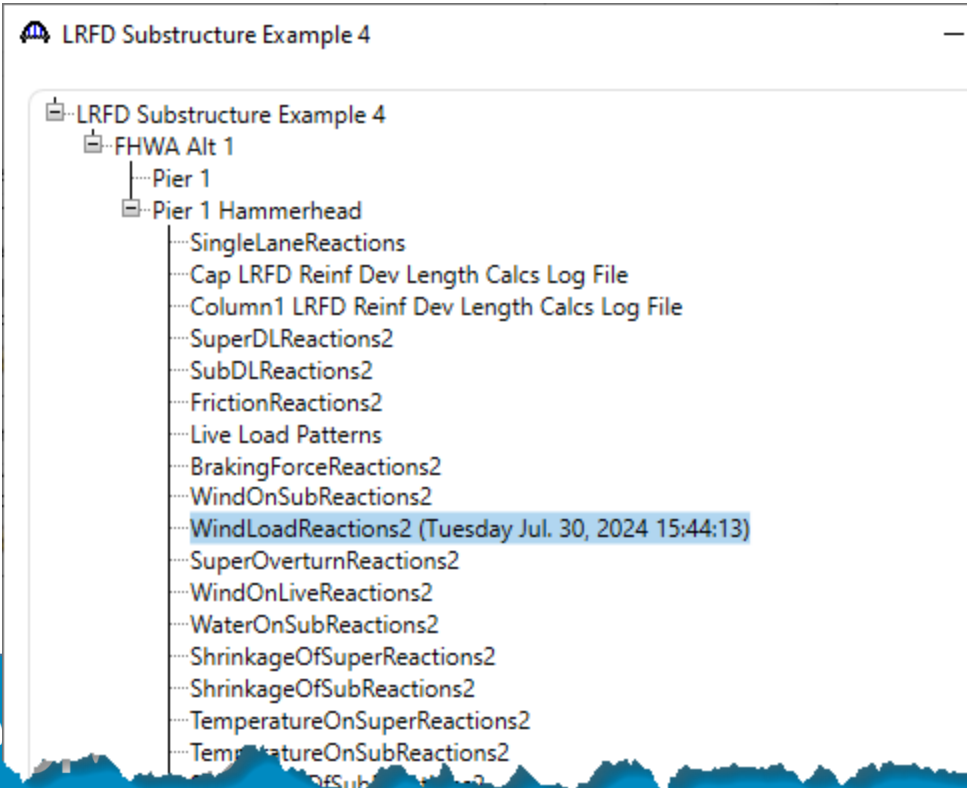 LRFD Substructure Example 4
LRFD Substructure Example 4
FHWA Alt 1
Pier 1
Pier 1 Hammerhead
SingleLaneReactions
Cap LRFD Reinf Dev Length Calcs Log File
Column1 LRFD Reinf Dev Length Calcs Log File
SuperDLReactions2
SubDLReactions2
FrictionReactions2
Live Load Patterns
BrakingForceReactions2
WindOnSubReactions2
WindLoadReactions2 (Tuesday Jul. 30, 2024 15:44:13)
SuperOverturnReactions2
WindOnLiveReactions2
WaterOnSubReactions2
ShrinkageOfSuperReactions2
ShrinkageOfSubReactions2
TemperatureOnSuperReactions2
TemperatureOnSubReactions2